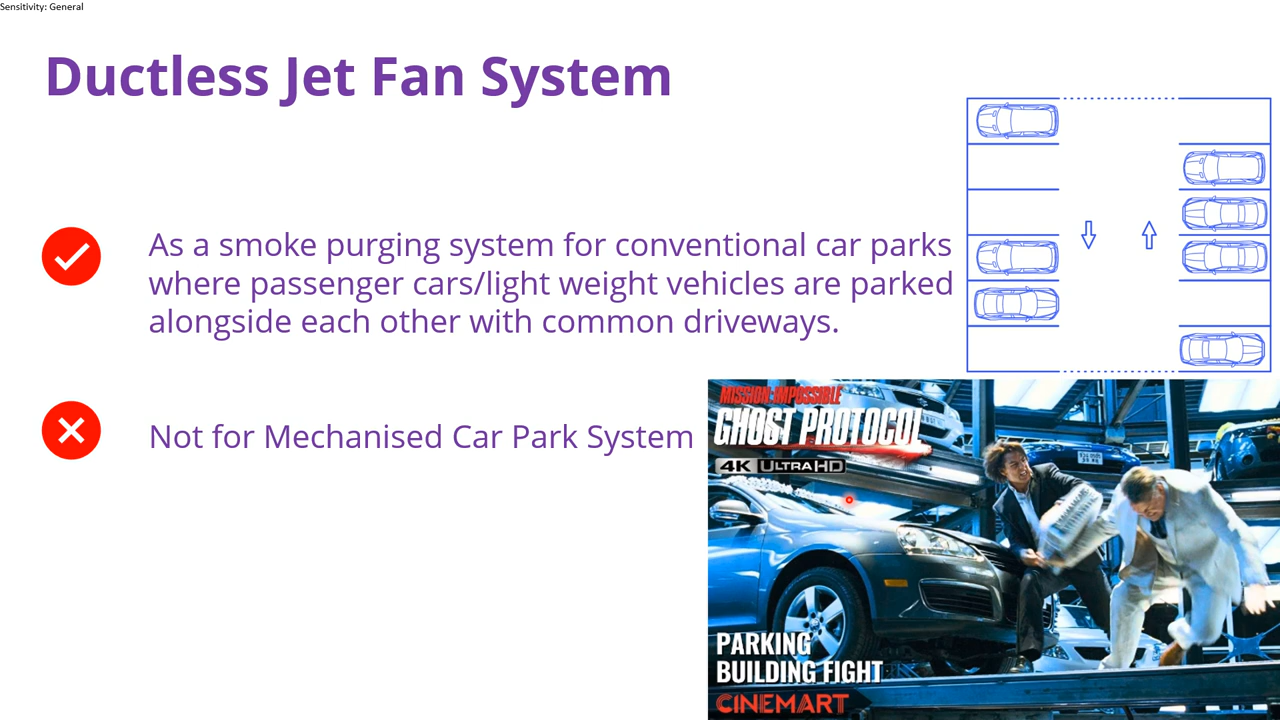 Sensitivity: General
Ductless Jet Fan System
As a smoke purging system for conventional car parks
where passenger cars/light weight vehicles are parked
alongside each other with common driveways.
Not for Mechanised Car Park System
MISSION: IMPOSSIBLE
GHOST PROTOCOL
4K ULTRA HD
PARKING
BUILDING FIGHT
CINEMART